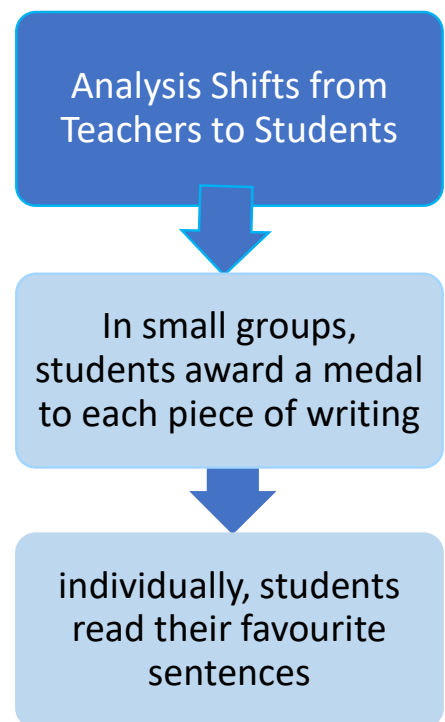 Analysis Shifts from
Teachers to Students
In small groups,
students award a medal
to each piece of writing
individually, students
read their favourite
sentences